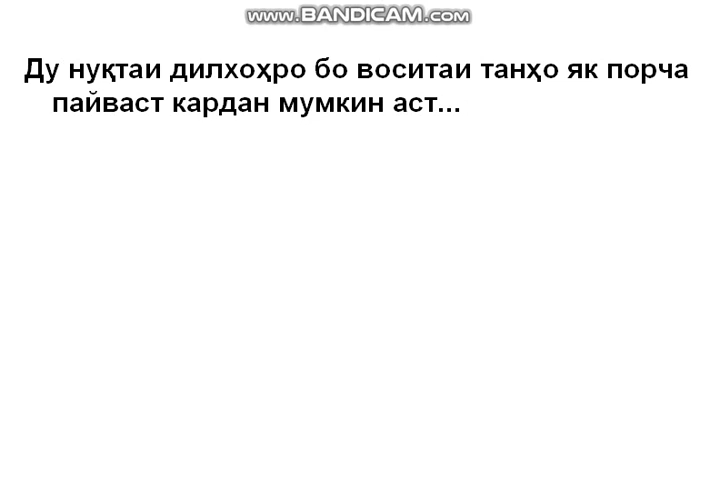 www.BANDICAM.com
Ду нуқтаи дилхоҳро бо воситаи танҳо як порча
пайваст кардан мумкин аст...